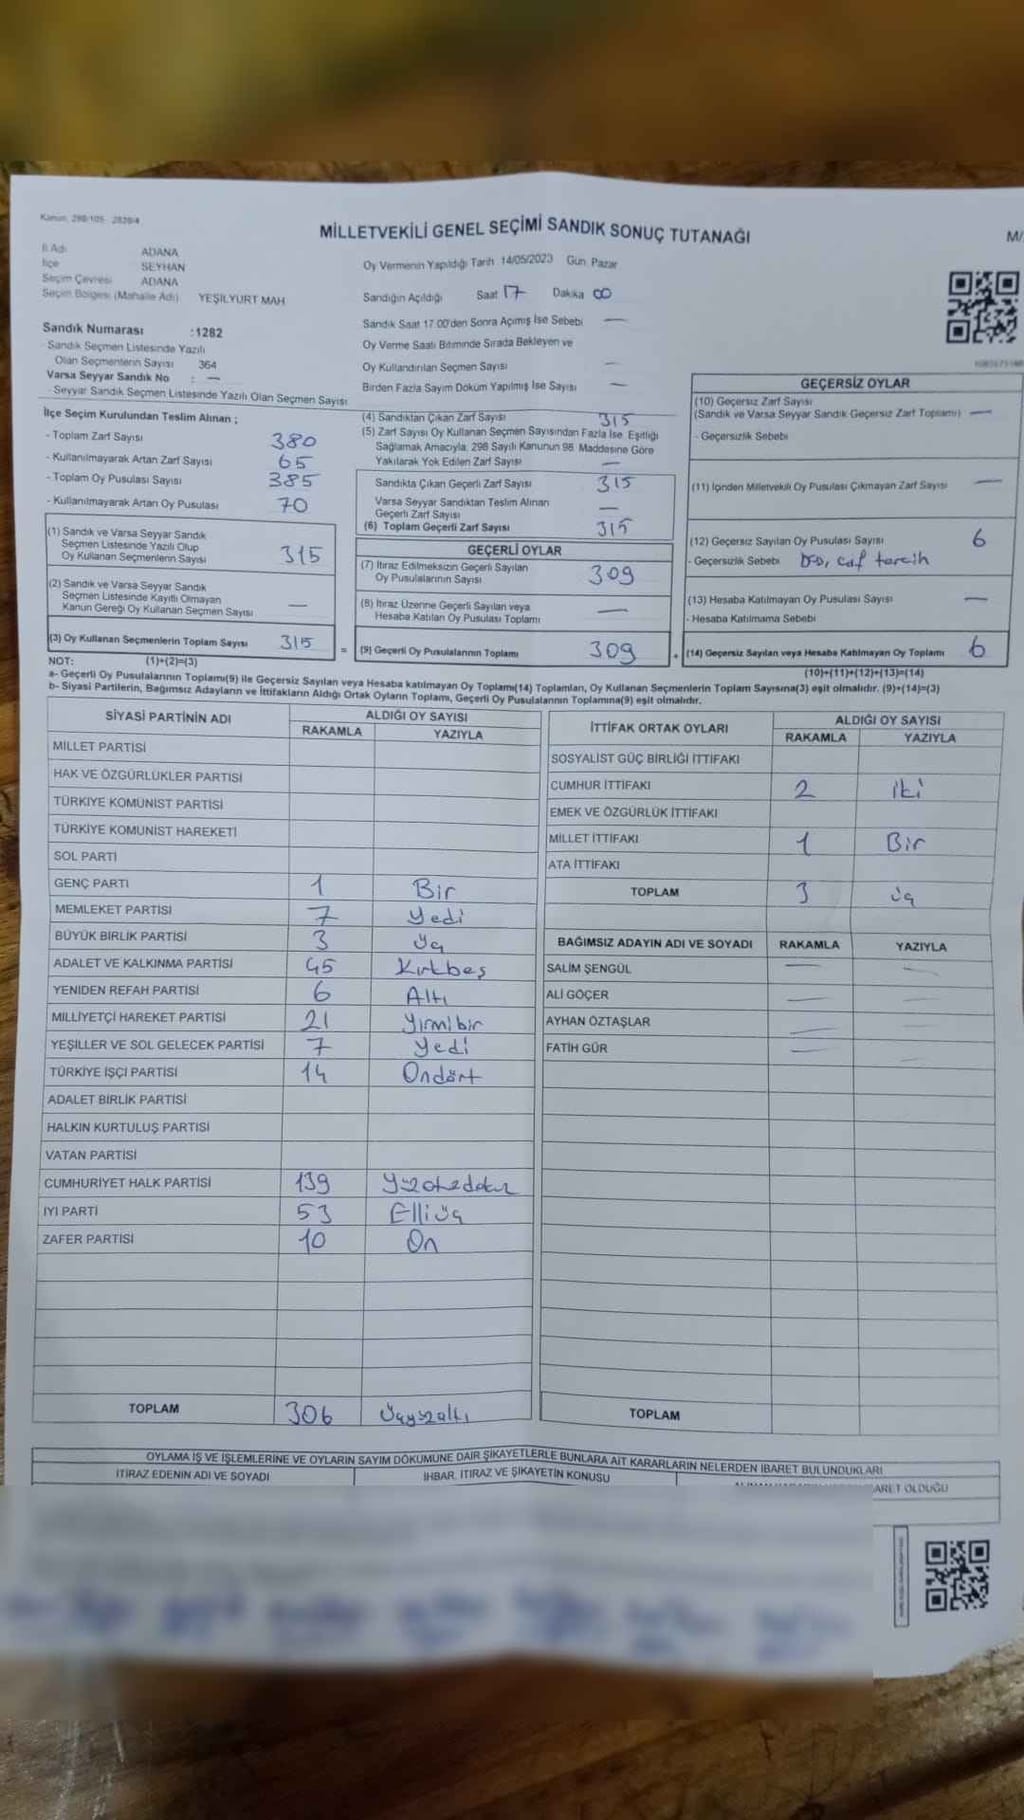 Kanun, 298/105 - 2839/4
MİLLETVEKİLİ GENEL SEÇİMİ SANDIK SONUÇ TUTANAĞI
M/
İl Adı ADANA
İlçe SEYHAN
Seçim Çevresi ADANA
Seçim Bölgesi (Mahalle Adı) YEŞİLYURT MAH
Oy Vermenin Yapıldığı Tarih 14/05/2023 Gün Pazar
Sandığın Açıldığı Saat 17 Dakika 00
Sandık Saat 17.00'den Sonra Açımış İse Sebebi —
Oy Verme Saati Bitiminde Sırada Bekleyen ve
Oy Kullandırılan Seçmen Sayısı —
Birden Fazla Sayım Döküm Yapılmış İse Sayısı —
Sandık Numarası :1282
- Sandık Seçmen Listesinde Yazılı
Olan Seçmenlerin Sayısı 364
Varsa Seyyar Sandık No : —
- Seyyar Sandık Seçmen Listesinde Yazılı Olan Seçmen Sayısı
İlçe Seçim Kurulundan Teslim Alınan ;
- Toplam Zarf Sayısı 380
- Kullanılmayarak Artan Zarf Sayısı 65
- Toplam Oy Pusulası Sayısı 385
- Kullanılmayarak Artan Oy Pusulası 70
(1) Sandık ve Varsa Seyyar Sandık
Seçmen Listesinde Yazılı Olup
Oy Kullanan Seçmenlerin Sayısı 315
(2) Sandık ve Varsa Seyyar Sandık
Seçmen Listesinde Kayıtlı Olmayan
Kanun Gereği Oy Kullanan Seçmen Sayısı —
(3) Oy Kullanan Seçmenlerin Toplam Sayısı 315 =
(4) Sandıktan Çıkan Zarf Sayısı 315
(5) Zarf Sayısı Oy Kullanan Seçmen Sayısından Fazla İse, Eşitliği
Sağlamak Amacıyla, 298 Sayılı Kanunun 98. Maddesine Göre
Yakılarak Yok Edilen Zarf Sayısı —
Sandıkta Çıkan Geçerli Zarf Sayısı 315
Varsa Seyyar Sandıktan Teslim Alınan
Geçerli Zarf Sayısı —
(6) Toplam Geçerli Zarf Sayısı 315
GEÇERLİ OYLAR
(7) İtiraz Edilmeksizin Geçerli Sayılan
Oy Pusulalarının Sayısı 309
(8) İtiraz Üzerine Geçerli Sayılan veya
Hesaba Katılan Oy Pusulası Toplamı —
(9) Geçerli Oy Pusulalarının Toplamı 309 +
GEÇERSİZ OYLAR
(10) Geçersiz Zarf Sayısı
(Sandık ve Varsa Seyyar Sandık Geçersiz Zarf Toplamı) —
- Geçersizlik Sebebi
(11) İçinden Milletvekili Oy Pusulası Çıkmayan Zarf Sayısı —
(12) Geçersiz Sayılan Oy Pusulası Sayısı 6
- Geçersizlik Sebebi tercih
(13) Hesaba Katılmayan Oy Pusulası Sayısı —
- Hesaba Katılmama Sebebi
(14) Geçersiz Sayılan veya Hesaba Katılmayan Oy Toplamı 6
NOT: (1)+(2)=(3)
(10)+(11)+(12)+(13)=(14)
a- Geçerli Oy Pusulalarının Toplamı(9) ile Geçersiz Sayılan veya Hesaba katılmayan Oy Toplamı(14) Toplamları, Oy Kullanan Seçmenlerin Toplam Sayısına(3) eşit olmalıdır. (9)+(14)=(3)
b- Siyasi Partilerin, Bağımsız Adayların ve İttifakların Aldığı Ortak Oyların Toplamı, Geçerli Oy Pusulalarının Toplamına(9) eşit olmalıdır.
SİYASİ PARTİNİN ADI
ALDIĞI OY SAYISI
RAKAMLA YAZIYLA
MİLLET PARTİSİ
HAK VE ÖZGÜRLÜKLER PARTİSİ
TÜRKİYE KOMÜNİST PARTİSİ
TÜRKİYE KOMÜNİST HAREKETİ
SOL PARTİ
GENÇ PARTİ 1 Bir
MEMLEKET PARTİSİ 7 Yedi
BÜYÜK BİRLİK PARTİSİ 3 Üç
ADALET VE KALKINMA PARTİSİ 45 Kırkbeş
YENİDEN REFAH PARTİSİ 6 Altı
MİLLİYETÇİ HAREKET PARTİSİ 21 Yirmibir
YEŞİLLER VE SOL GELECEK PARTİSİ 7 Yedi
TÜRKİYE İŞÇİ PARTİSİ 14 Ondört
ADALET BİRLİK PARTİSİ
HALKIN KURTULUŞ PARTİSİ
VATAN PARTİSİ
CUMHURİYET HALK PARTİSİ 139 Yüzotuzdokuz
İYİ PARTİ 53 Elliüç
ZAFER PARTİSİ 10 On
TOPLAM 306 Üçyüzaltı
İTTİFAK ORTAK OYLARI
ALDIĞI OY SAYISI
RAKAMLA YAZIYLA
SOSYALİST GÜÇ BİRLİĞİ İTTİFAKI
CUMHUR İTTİFAKI 2 iki
EMEK VE ÖZGÜRLÜK İTTİFAKI
MİLLET İTTİFAKI 1 Bir
ATA İTTİFAKI
TOPLAM 3 üç
BAĞIMSIZ ADAYIN ADI VE SOYADI RAKAMLA YAZIYLA
SALİM ŞENGÜL — —
ALİ GÖÇER — —
AYHAN ÖZTAŞLAR — —
FATİH GÜR — —
TOPLAM
OYLAMA İŞ VE İŞLEMLERİNE VE OYLARIN SAYIM DÖKÜMÜNE DAİR ŞİKAYETLERLE BUNLARA AİT KARARLARIN NELERDEN İBARET BULUNDUKLARI
İTİRAZ EDENİN ADI VE SOYADI
İHBAR, İTİRAZ VE ŞİKAYETİN KONUSU
ARET OLDUĞU